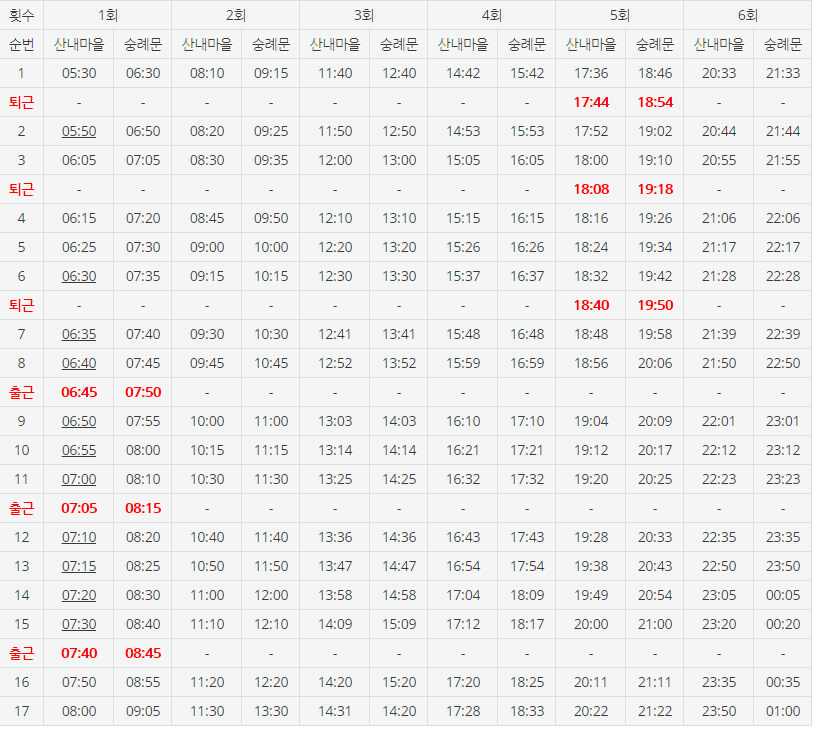 횟수 1회 2회 3회 4회 5회 6회
순번 산내마을 숭례문 산내마을 숭례문 산내마을 숭례문 산내마을 숭례문 산내마을 숭례문 산내마을 숭례문
1 05:30 06:30 08:10 09:15 11:40 12:40 14:42 15:42 17:36 18:46 20:33 21:33
퇴근 - - - - - - - - 17:44 18:54 - -
2 05:50 06:50 08:20 09:25 11:50 12:50 14:53 15:53 17:52 19:02 20:44 21:44
3 06:05 07:05 08:30 09:35 12:00 13:00 15:05 16:05 18:00 19:10 20:55 21:55
퇴근 - - - - - - - - 18:08 19:18 - -
4 06:15 07:20 08:45 09:50 12:10 13:10 15:15 16:15 18:16 19:26 21:06 22:06
5 06:25 07:30 09:00 10:00 12:20 13:20 15:26 16:26 18:24 19:34 21:17 22:17
6 06:30 07:35 09:15 10:15 12:30 13:30 15:37 16:37 18:32 19:42 21:28 22:28
퇴근 - - - - - - - - 18:40 19:50 - -
7 06:35 07:40 09:30 10:30 12:41 13:41 15:48 16:48 18:48 19:58 21:39 22:39
8 06:40 07:45 09:45 10:45 12:52 13:52 15:59 16:59 18:56 20:06 21:50 22:50
출근 06:45 07:50 - - - - - - - - - -
9 06:50 07:55 10:00 11:00 13:03 14:03 16:10 17:10 19:04 20:09 22:01 23:01
10 06:55 08:00 10:15 11:15 13:14 14:14 16:21 17:21 19:12 20:17 22:12 23:12
11 07:00 08:10 10:30 11:30 13:25 14:25 16:32 17:32 19:20 20:25 22:23 23:23
출근 07:05 08:15 - - - - - - - - - -
12 07:10 08:20 10:40 11:40 13:36 14:36 16:43 17:43 19:28 20:33 22:35 23:35
13 07:15 08:25 10:50 11:50 13:47 14:47 16:54 17:54 19:38 20:43 22:50 23:50
14 07:20 08:30 11:00 12:00 13:58 14:58 17:04 18:09 19:49 20:54 23:05 00:05
15 07:30 08:40 11:10 12:10 14:09 15:09 17:12 18:17 20:00 21:00 23:20 00:20
출근 07:40 08:45 - - - - - - - - - -
16 07:50 08:55 11:20 12:20 14:20 15:20 17:20 18:25 20:11 21:11 23:35 00:35
17 08:00 09:05 11:30 13:30 14:31 14:20 17:28 18:33 20:22 21:22 23:50 01:00